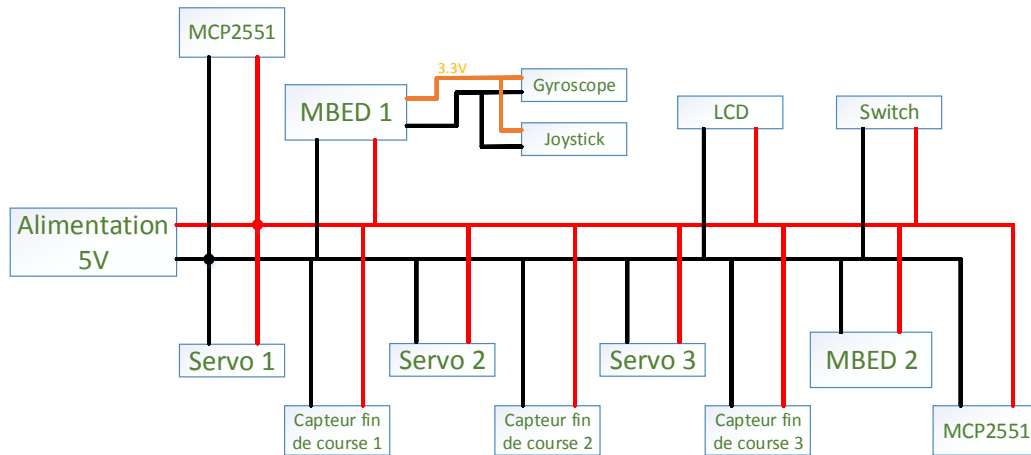 MCP2551
3.3V
Gyroscope
MBED 1
LCD
Switch
Joystick
Alimentation
5V
Servo 1
Servo 2
Servo 3
MBED 2
Capteur fin
de course 1
Capteur fin
de course 2
Capteur fin
de course 3
MCP2551